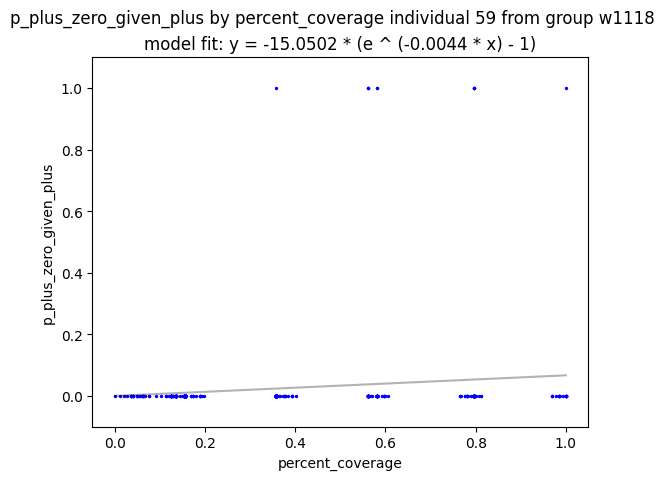 p_plus_zero_given_plus by percent_coverage individual 59 from group w1118
model fit: y = -15.0502 * (e ^ (-0.0044 * x) - 1)
1.0
0.8
0.6
0.4
0.2
0.0
p_plus_zero_given_plus
0.0 0.2 0.4 0.6 0.8 1.0
percent_coverage